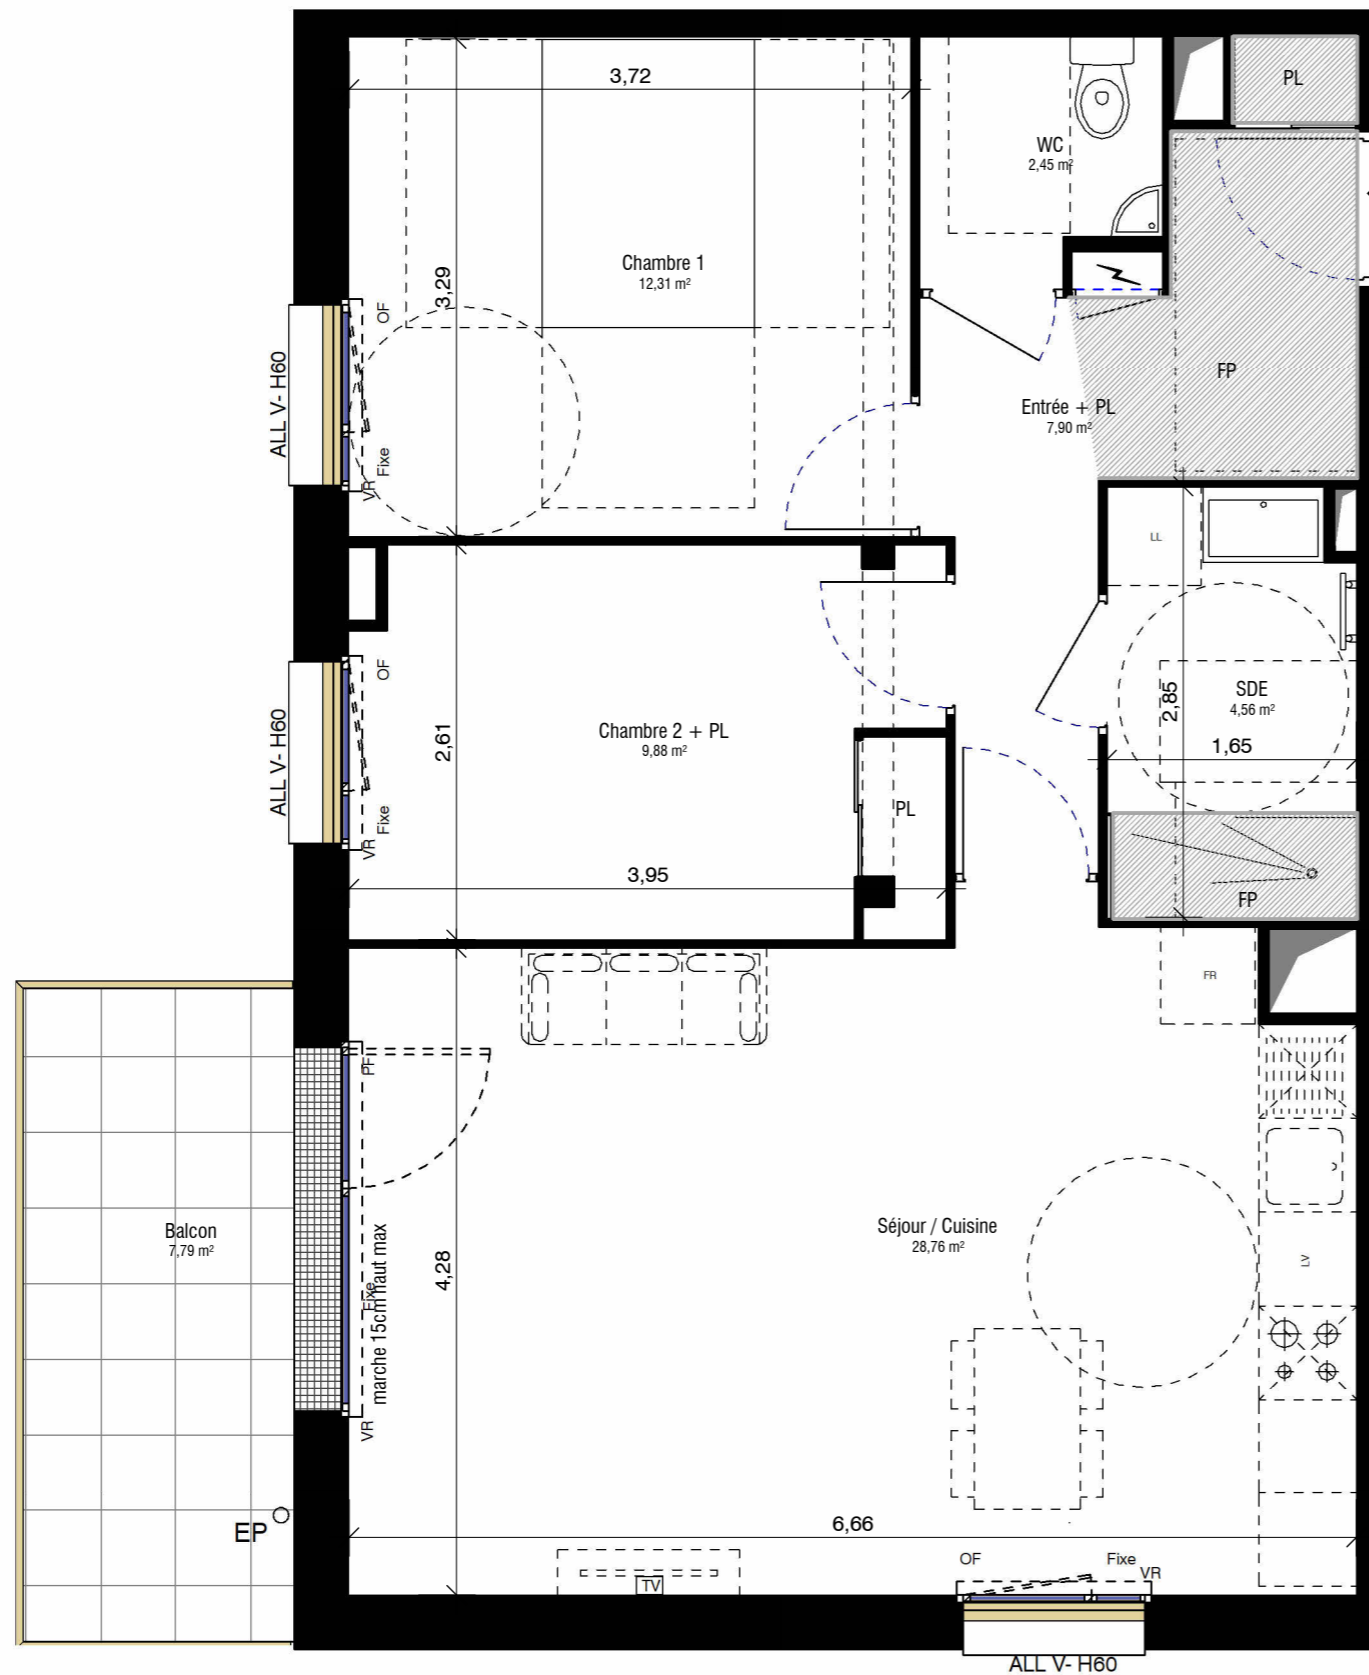 PL
3,72
WC
2,45 m²
Chambre 1
12,31 m²
3,29
OF
ALL V- H60
Fixe
VR
FP
Entrée + PL
7,90 m²
LL
OF
ALL V- H60
Fixe
VR
2,61
Chambre 2 + PL
9,88 m²
PL
3,95
SDE
4,56 m²
2,85
1,65
FP
FR
PF
Balcon
7,79 m²
Fixe
marche 15cm haut max
VR
4,28
Séjour / Cuisine
28,76 m²
LV
EP
6,66
TV
OF
Fixe
VR
ALL V- H60